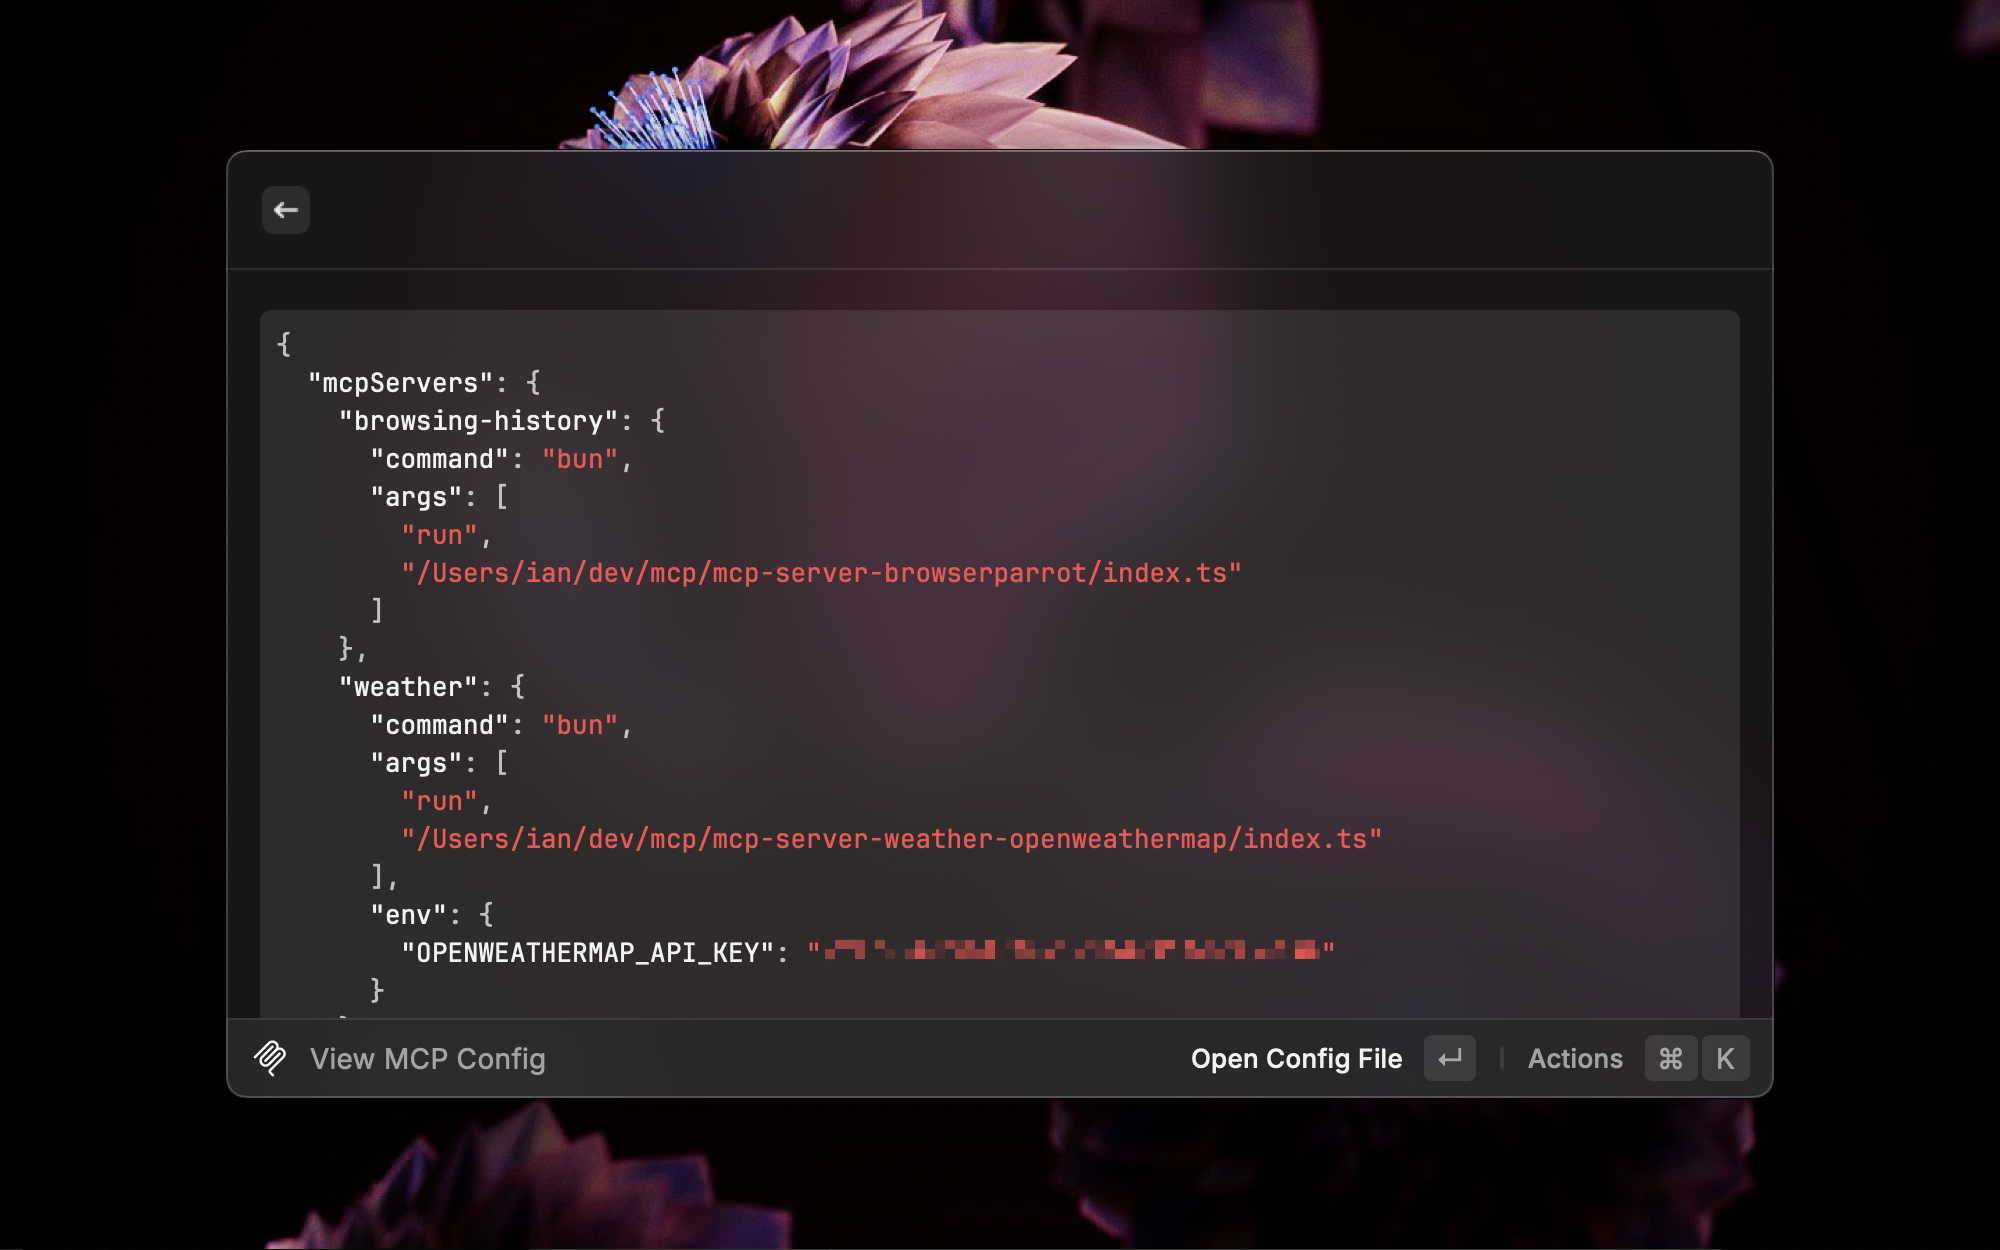 {
  "mcpServers": {
    "browsing-history": {
      "command": "bun",
      "args": [
        "run",
        "/Users/ian/dev/mcp/mcp-server-browserparrot/index.ts"
      ]
    },
    "weather": {
      "command": "bun",
      "args": [
        "run",
        "/Users/ian/dev/mcp/mcp-server-weather-openweathermap/index.ts"
      ],
      "env": {
        "OPENWEATHERMAP_API_KEY": ""
      }
View MCP Config Open Config File Actions ⌘ K